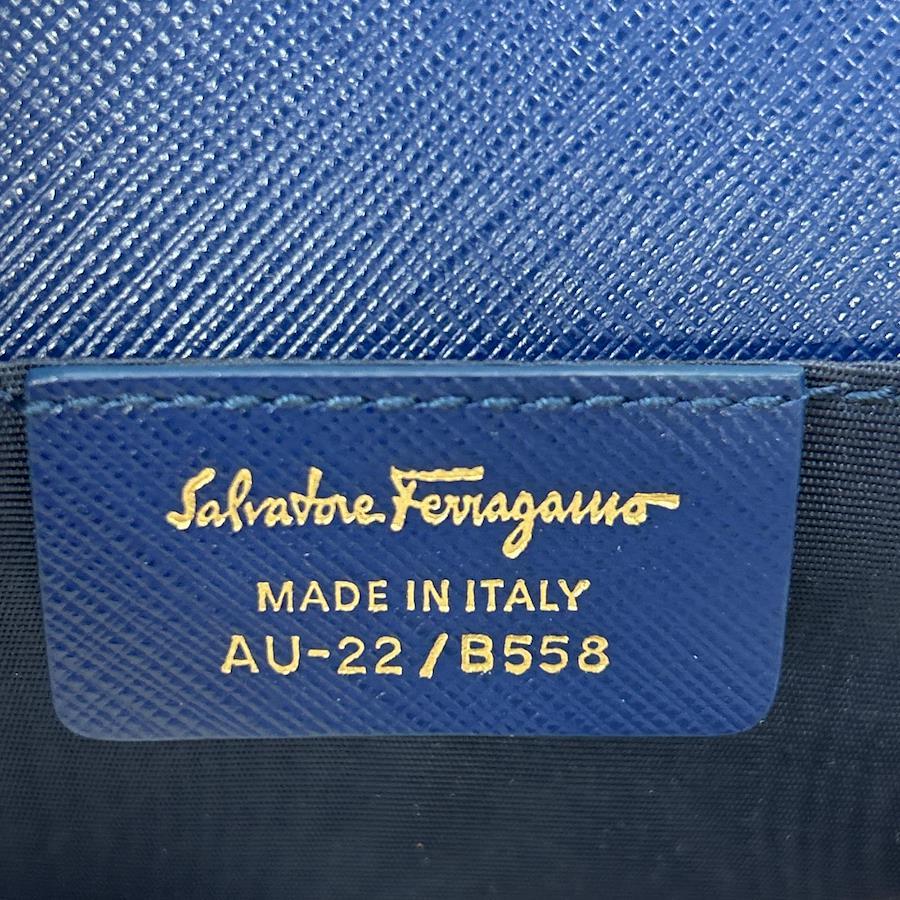 Salvatore Ferragamo
MADE IN ITALY
AU-22 /B558